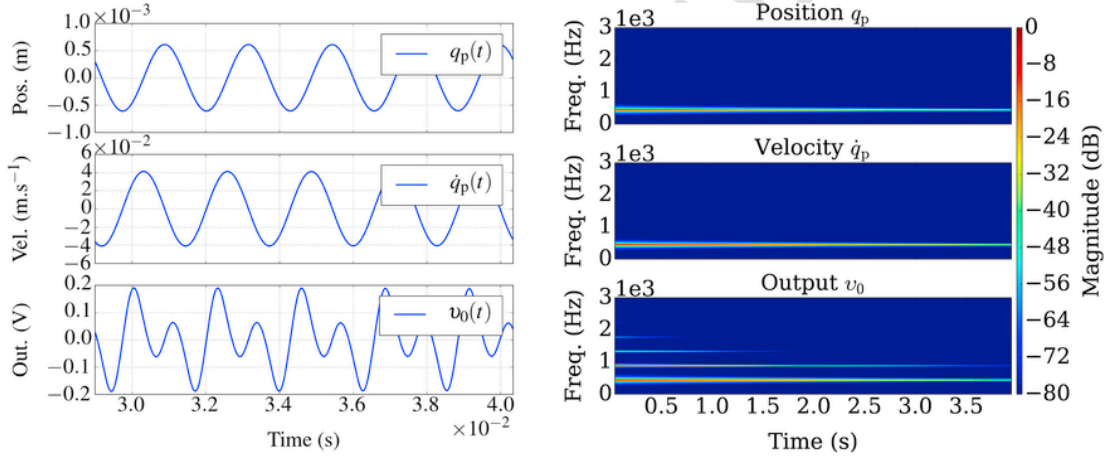 ×10⁻³
1.0
0.5
0.0
−0.5
−1.0
Pos. (m)
qₚ(t)
×10⁻²
4
2
0
−2
−4
−6
Vel. (m.s⁻¹)
q̇ₚ(t)
0.2
0.1
0.0
−0.1
−0.2
Out. (V)
υ₀(t)
3.0 3.2 3.4 3.6 3.8 4.0
×10⁻²
Time (s)
Position qₚ
1e3
3
2
1
0
Freq. (Hz)
Velocity q̇ₚ
1e3
3
2
1
0
Freq. (Hz)
Output υ₀
1e3
3
2
1
0
Freq. (Hz)
0.5 1.0 1.5 2.0 2.5 3.0 3.5
Time (s)
0
−8
−16
−24
−32
−40
−48
−56
−64
−72
−80
Magnitude (dB)